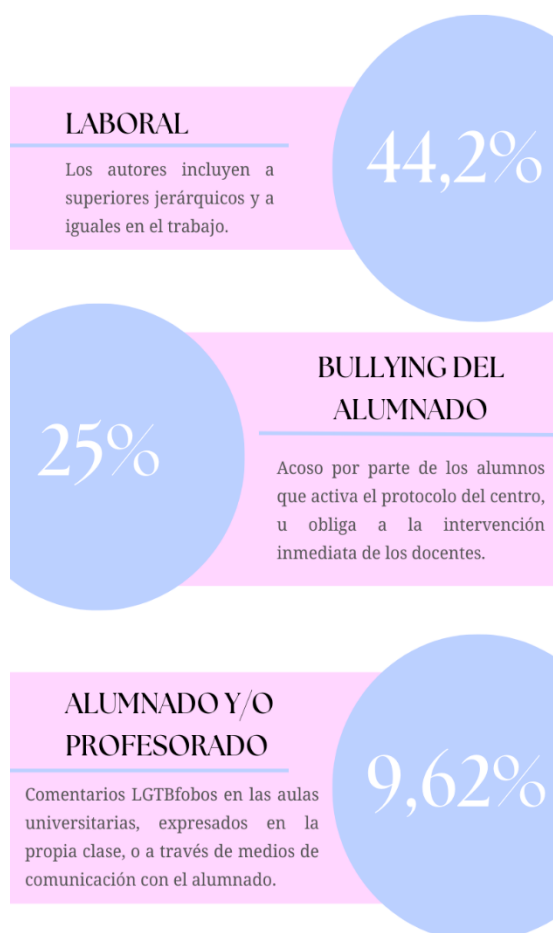 LABORAL
Los autores incluyen a
superiores jerárquicos y a
iguales en el trabajo.
44,2%
25%
BULLYING DEL
ALUMNADO
Acoso por parte de los alumnos
que activa el protocolo del centro,
u obliga a la intervención
inmediata de los docentes.
ALUMNADO Y/O
PROFESORADO
Comentarios LGTBfobos en las aulas
universitarias, expresados en la
propia clase, o a través de medios de
comunicación con el alumnado.
9,62%